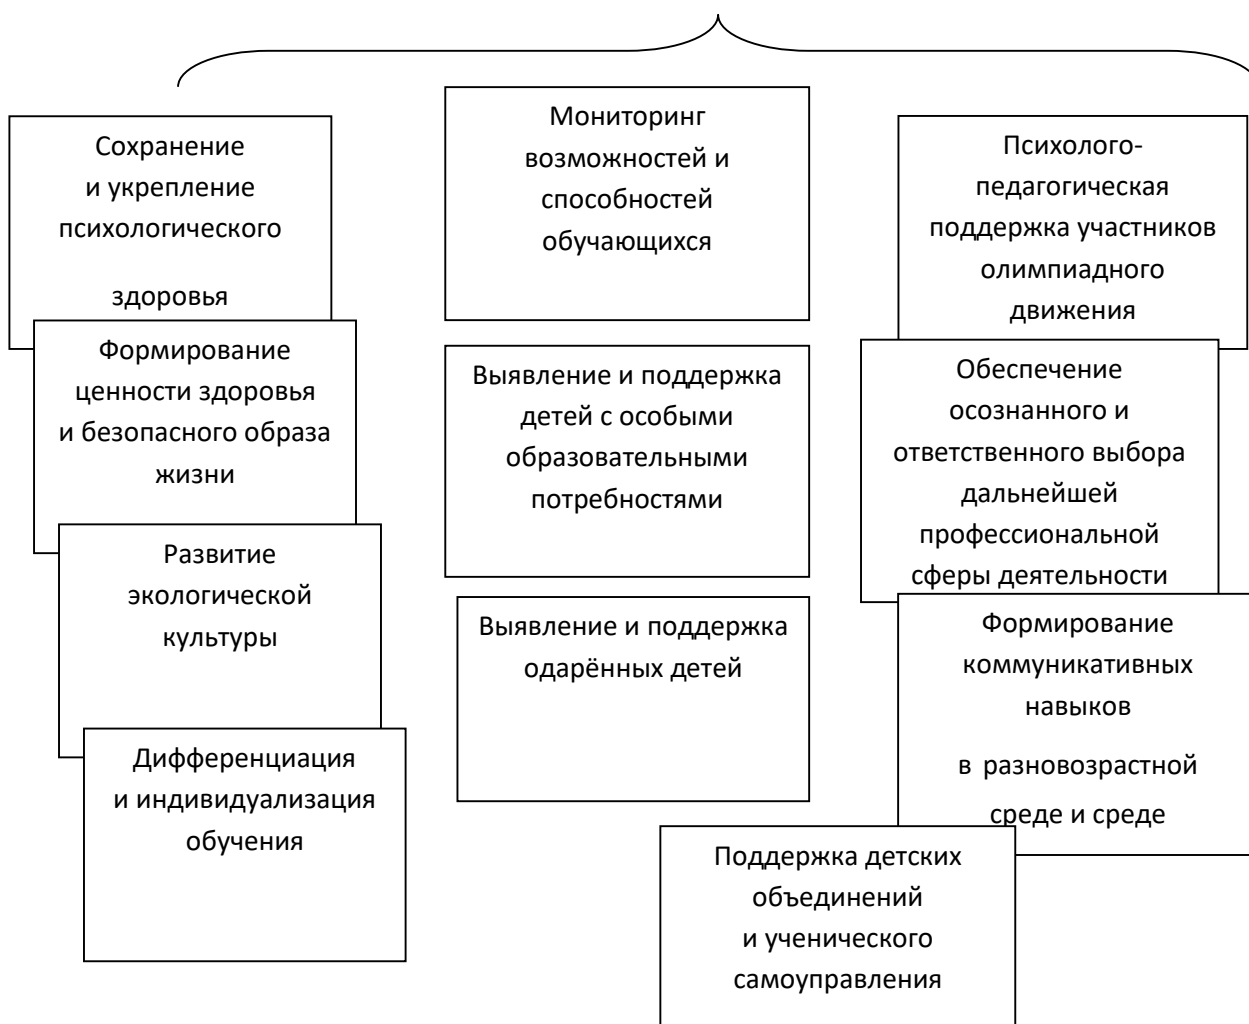 Сохранение
и укрепление
психологического
здоровья
Формирование
ценности здоровья
и безопасного образа
жизни
Развитие
экологической
культуры
Дифференциация
и индивидуализация
обучения
Мониторинг
возможностей и
способностей
обучающихся
Выявление и поддержка
детей с особыми
образовательными
потребностями
Выявление и поддержка
одарённых детей
Психолого-
педагогическая
поддержка участников
олимпиадного
движения
Обеспечение
осознанного и
ответственного выбора
дальнейшей
профессиональной
сферы деятельности
Формирование
коммуникативных
навыков
в разновозрастной
среде и среде
Поддержка детских
объединений
и ученического
самоуправления